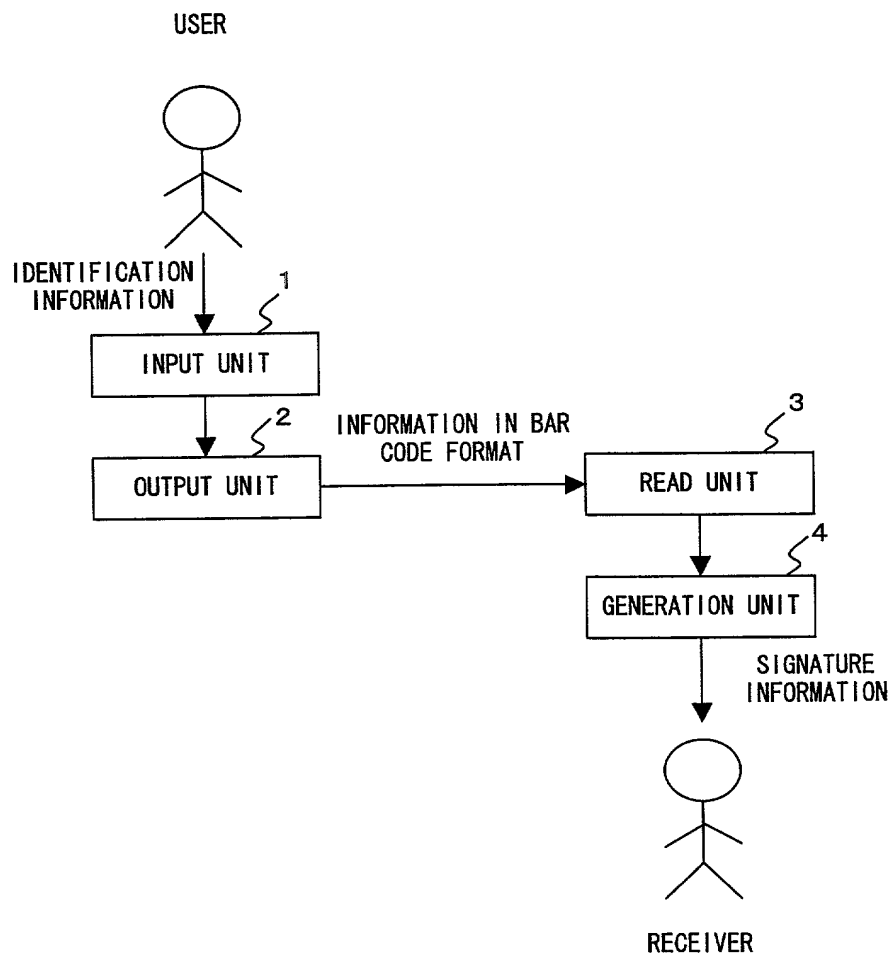 USER
IDENTIFICATION
INFORMATION
1
INPUT UNIT
2
OUTPUT UNIT
INFORMATION IN BAR
CODE FORMAT
3
READ UNIT
4
GENERATION UNIT
SIGNATURE
INFORMATION
RECEIVER